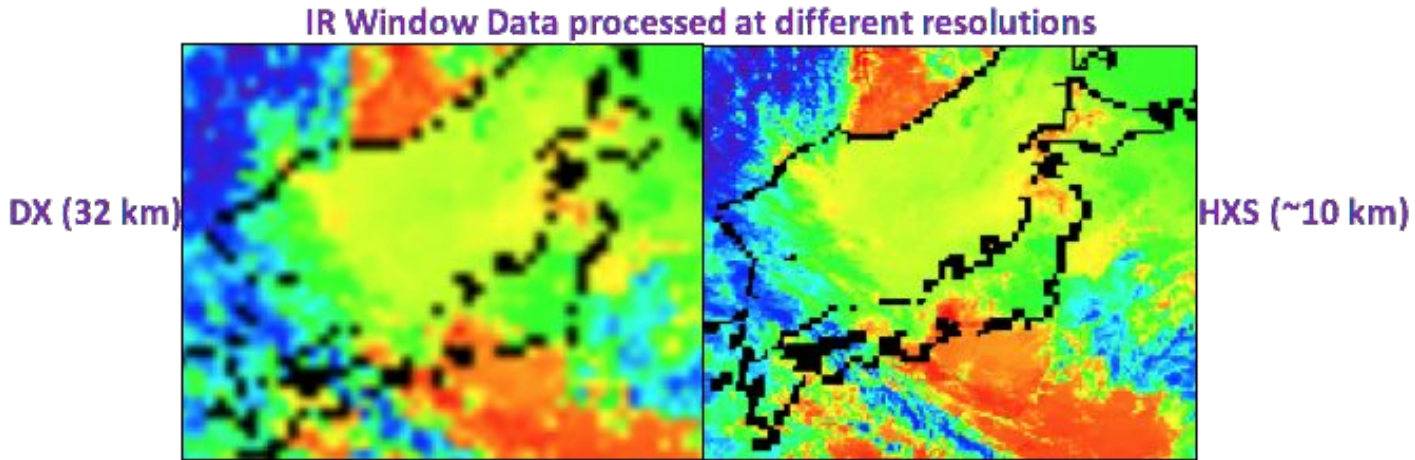 IR Window Data processed at different resolutions
DX (32 km)
HXS (~10 km)